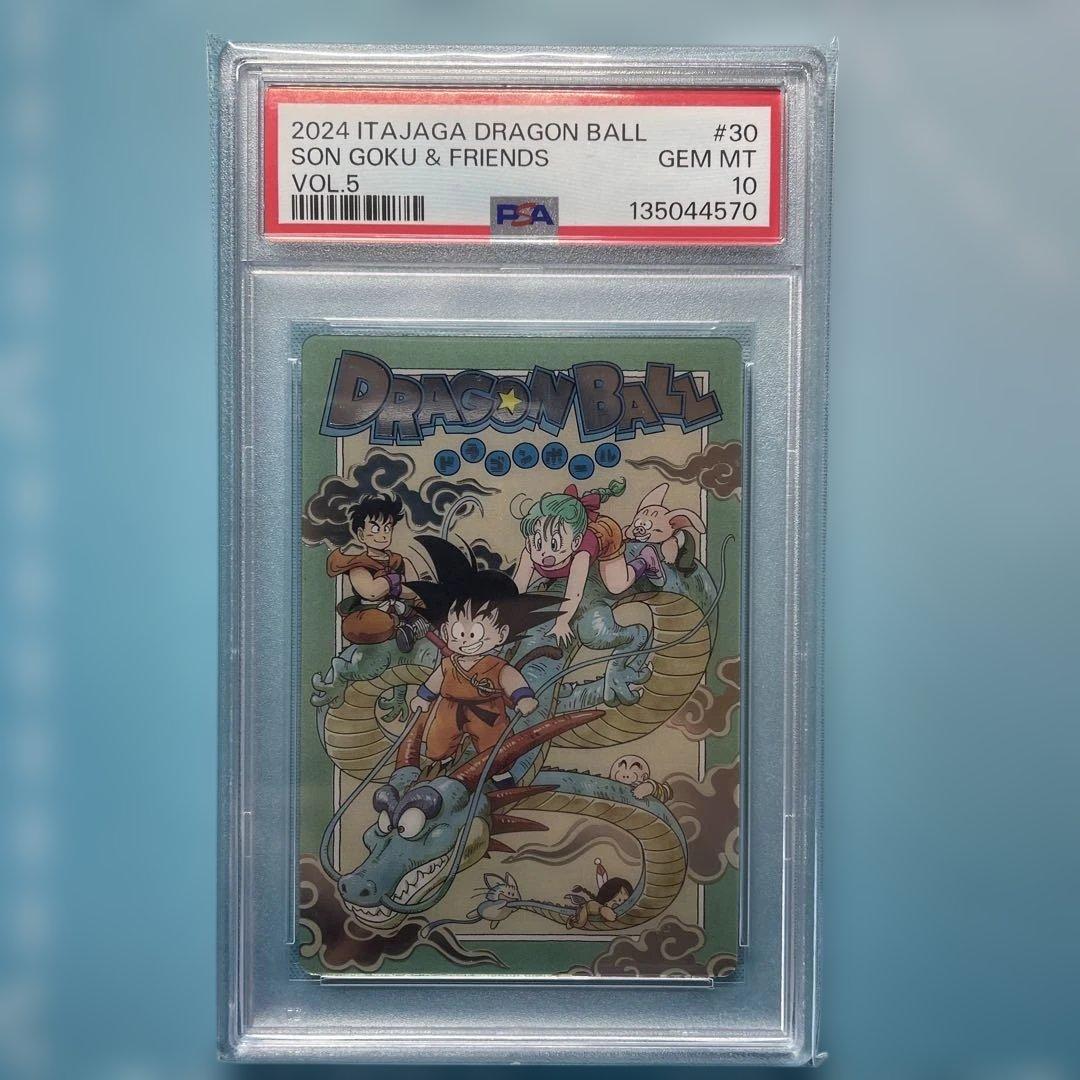 2024 ITAJAGA DRAGON BALL #30
SON GOKU & FRIENDS GEM MT
VOL.5 10
PSA 135044570
DRAGON BALL
ドラゴンボール